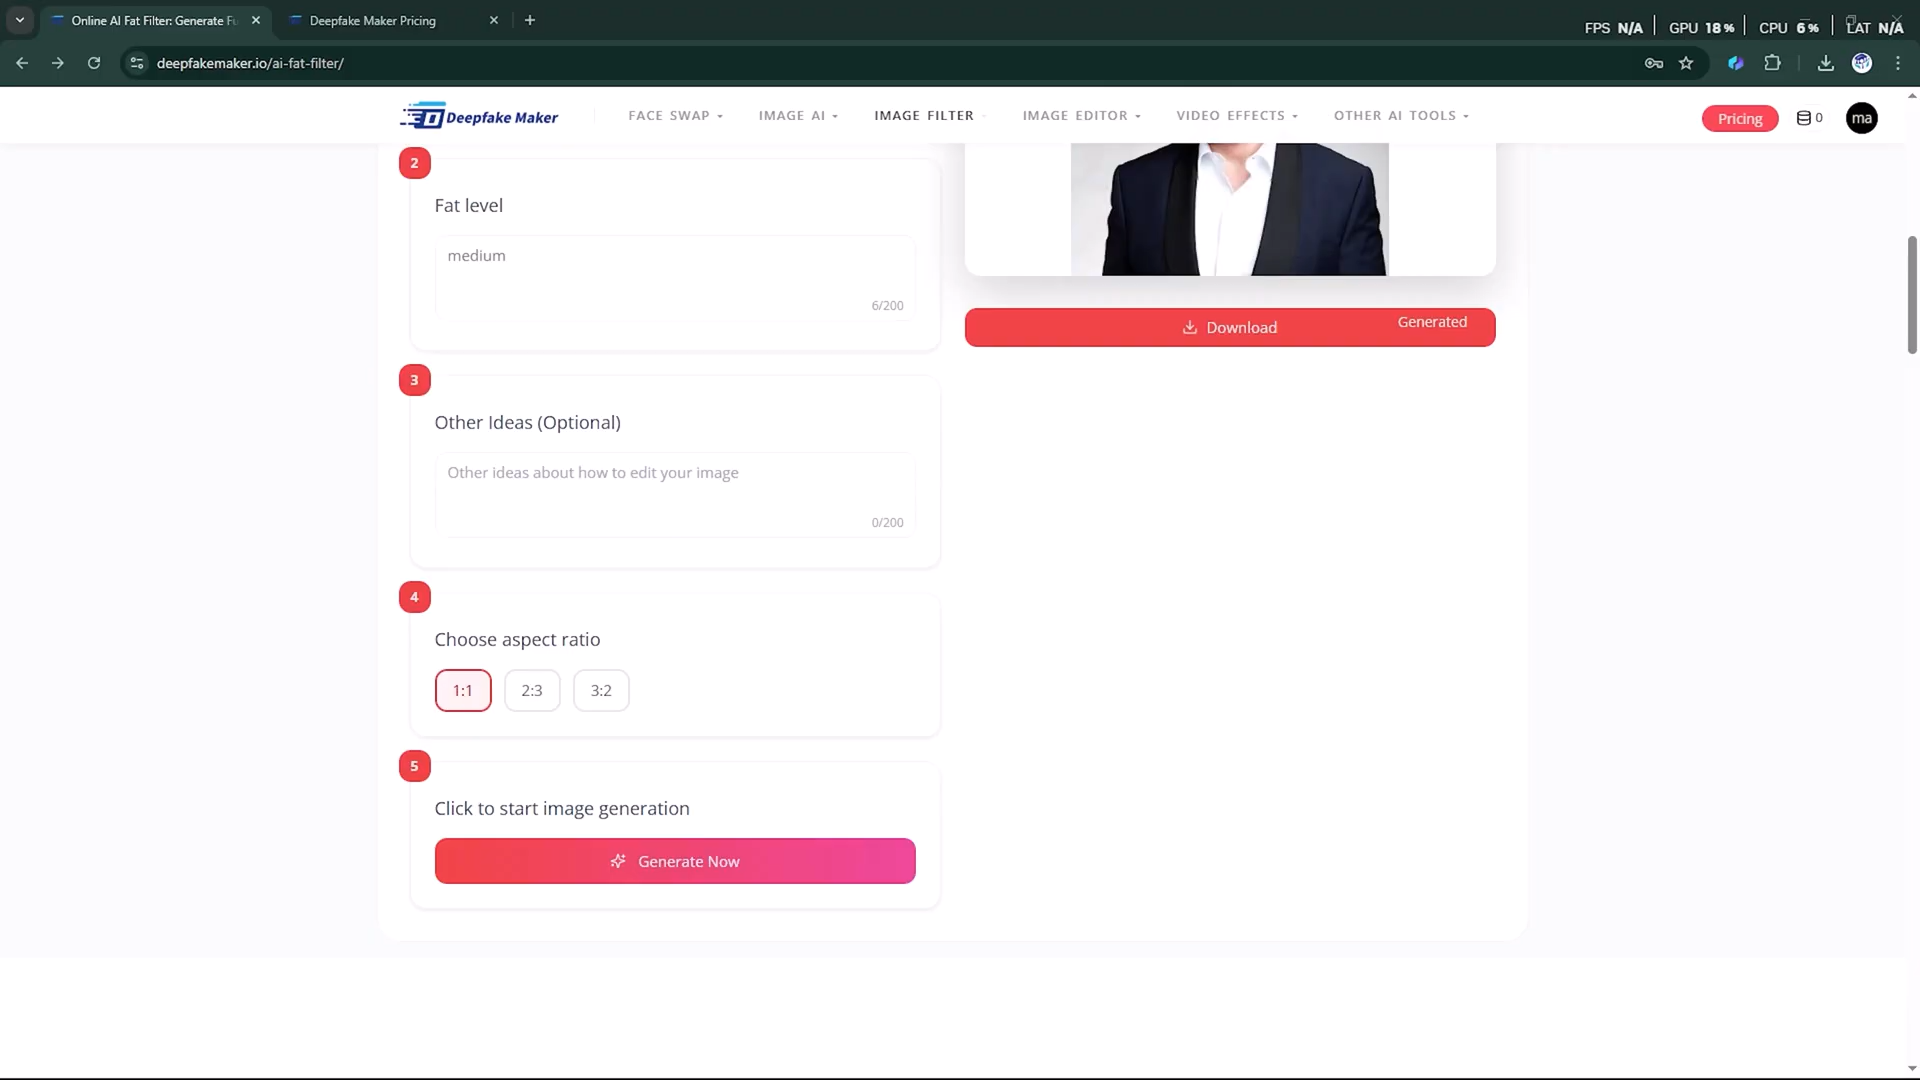 Online AI Fat Filter: Generate Fu
Deepfake Maker Pricing
FPS N/A
GPU 18 %
CPU 6 %
LAT N/A
deepfakemaker.io/ai-fat-filter/
Deepfake Maker
FACE SWAP
IMAGE AI
IMAGE FILTER
IMAGE EDITOR
VIDEO EFFECTS
OTHER AI TOOLS
Pricing
0
ma
2
Fat level
medium
6/200
Download
Generated
3
Other Ideas (Optional)
Other ideas about how to edit your image
0/200
4
Choose aspect ratio
1:1
2:3
3:2
5
Click to start image generation
Generate Now